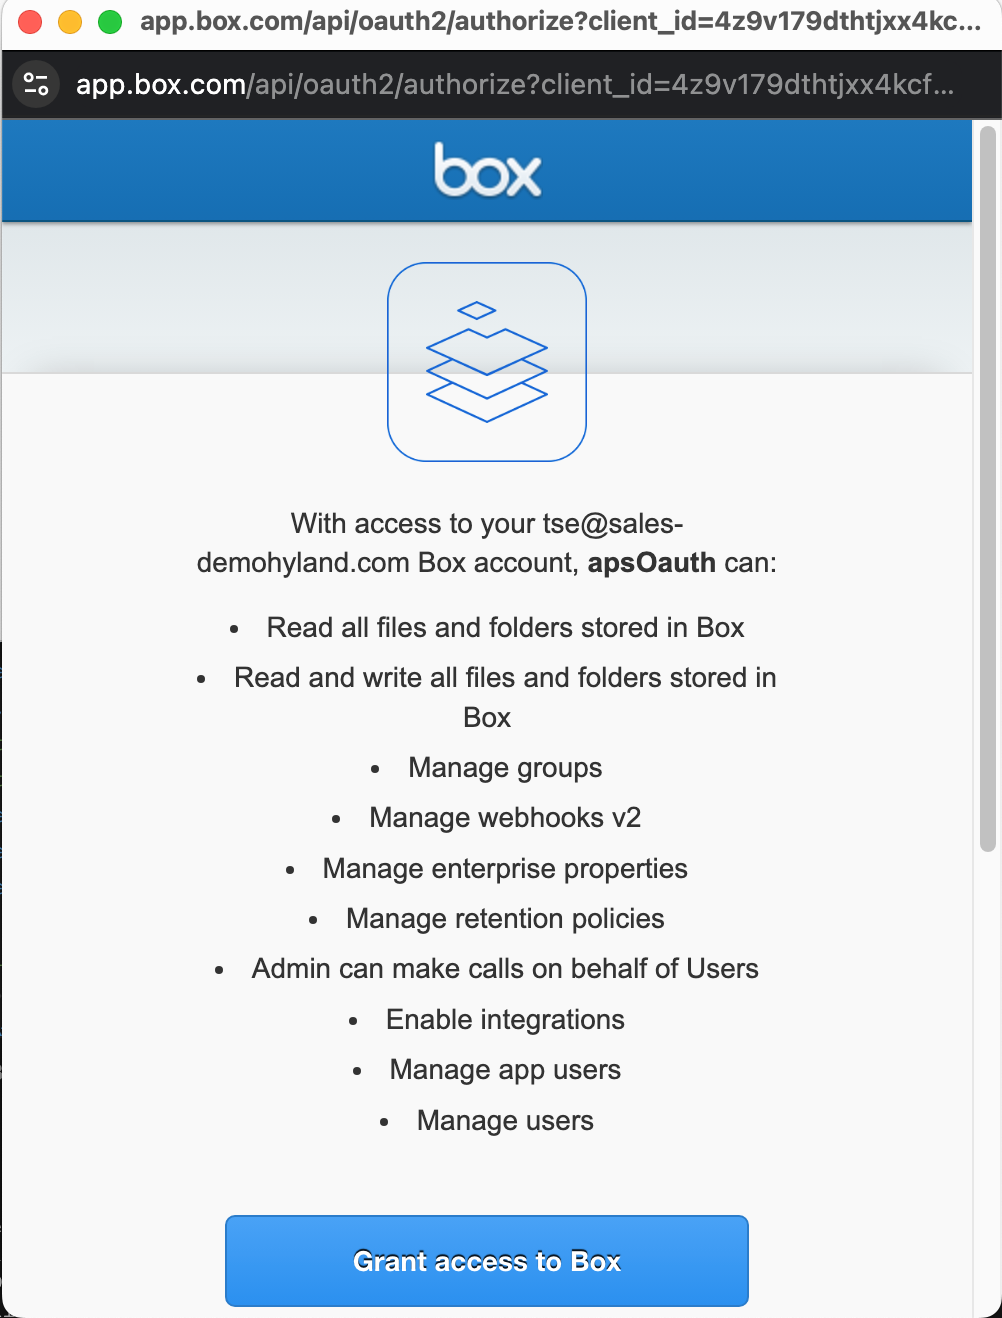 app.box.com/api/oauth2/authorize?client_id=4z9v179dthtjxx4kc...
app.box.com/api/oauth2/authorize?client_id=4z9v179dthtjxx4kcf...
box
With access to your tse@sales-
demohyland.com Box account, apsOauth can:
• Read all files and folders stored in Box
• Read and write all files and folders stored in
Box
• Manage groups
• Manage webhooks v2
• Manage enterprise properties
• Manage retention policies
• Admin can make calls on behalf of Users
• Enable integrations
• Manage app users
• Manage users
Grant access to Box